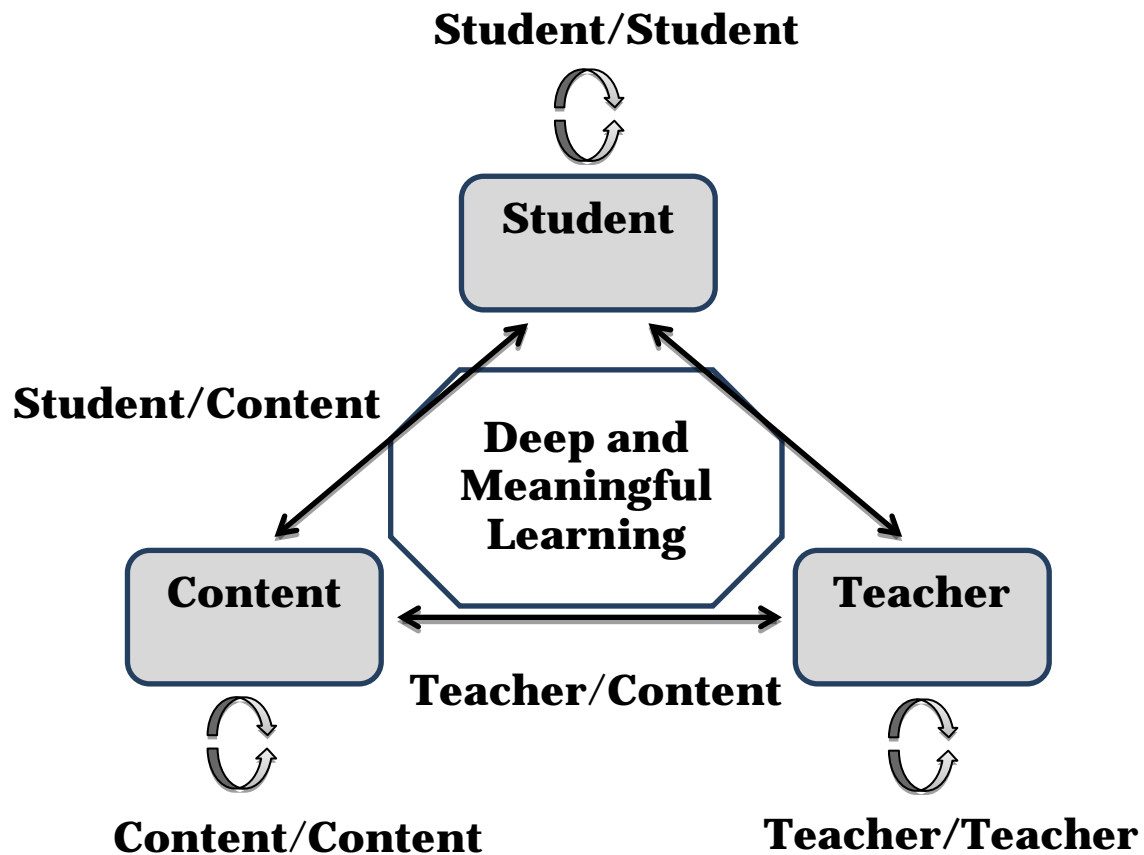 Student/Student
Student
Student/Content
Deep and
Meaningful
Learning
Content
Teacher
Teacher/Content
Content/Content
Teacher/Teacher